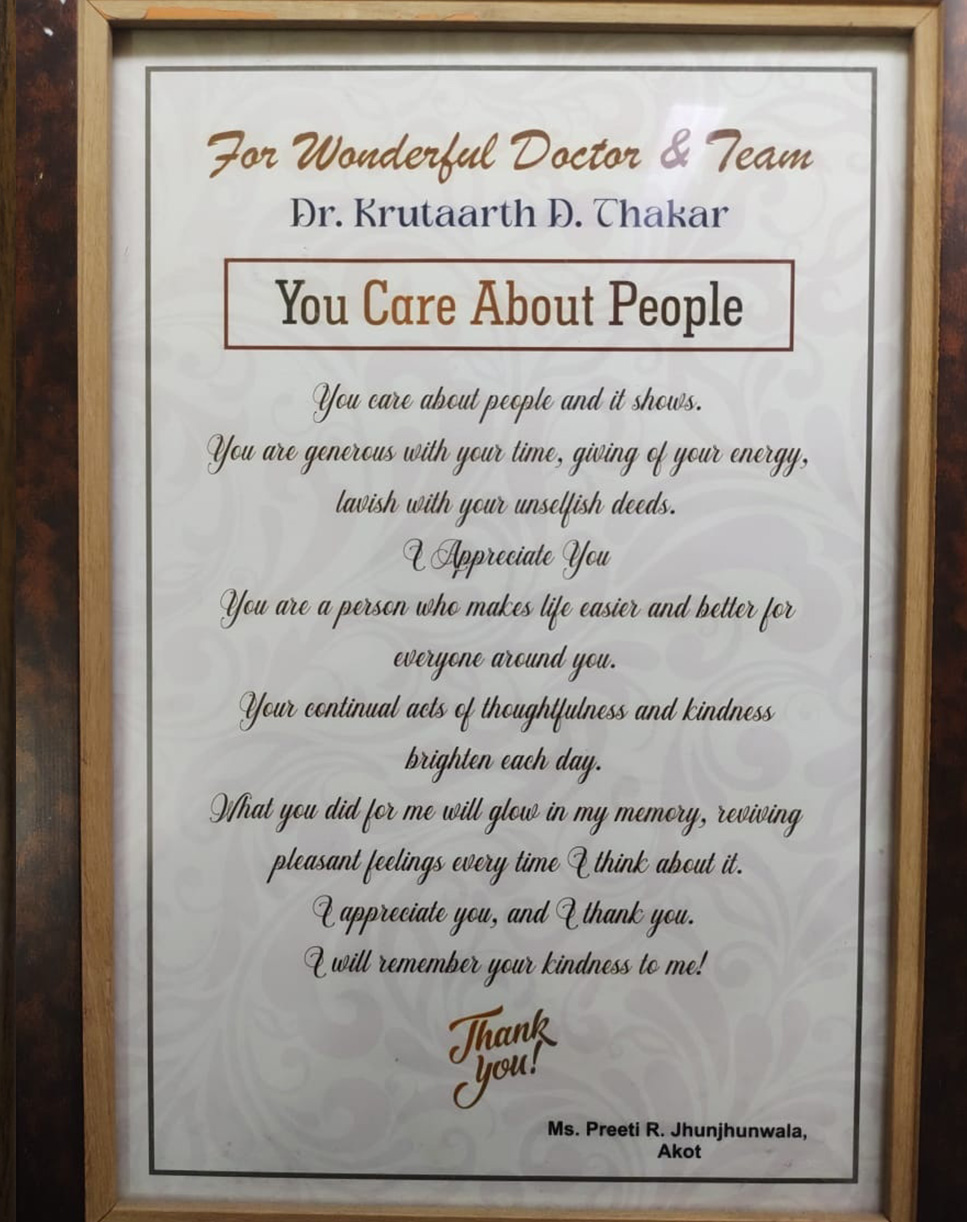 For Wonderful Doctor & Team
Dr. Krutaarth D. Thakar
You Care About People
You care about people and it shows.
You are generous with your time, giving of your energy,
lavish with your unselfish deeds.
I Appreciate You
You are a person who makes life easier and better for
everyone around you.
Your continual acts of thoughtfulness and kindness
brighten each day.
What you did for me will glow in my memory, reviving
pleasant feelings every time I think about it.
I appreciate you, and I thank you.
I will remember your kindness to me!
Thank
you!
Ms. Preeti R. Jhunjhunwala,
Akot